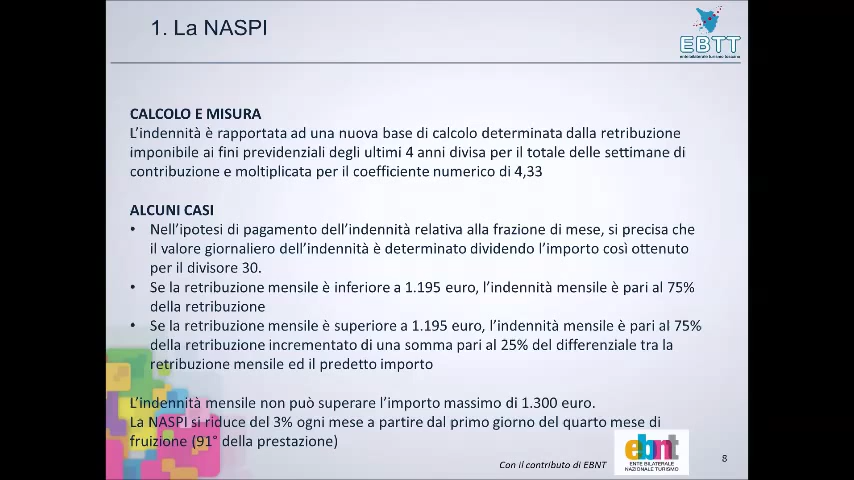 1. La NASPI
EBTT
ente bilaterale turismo toscano
CALCOLO E MISURA
L'indennità è rapportata ad una nuova base di calcolo determinata dalla retribuzione
imponibile ai fini previdenziali degli ultimi 4 anni divisa per il totale delle settimane di
contribuzione e moltiplicata per il coefficiente numerico di 4,33
ALCUNI CASI
• Nell'ipotesi di pagamento dell'indennità relativa alla frazione di mese, si precisa che
il valore giornaliero dell'indennità è determinato dividendo l'importo così ottenuto
per il divisore 30.
• Se la retribuzione mensile è inferiore a 1.195 euro, l'indennità mensile è pari al 75%
della retribuzione
• Se la retribuzione mensile è superiore a 1.195 euro, l'indennità mensile è pari al 75%
della retribuzione incrementato di una somma pari al 25% del differenziale tra la
retribuzione mensile ed il predetto importo
L'indennità mensile non può superare l'importo massimo di 1.300 euro.
La NASPI si riduce del 3% ogni mese a partire dal primo giorno del quarto mese di
fruizione (91° della prestazione)
Con il contributo di EBNT
ebnt
ENTE BILATERALE
NAZIONALE TURISMO
8